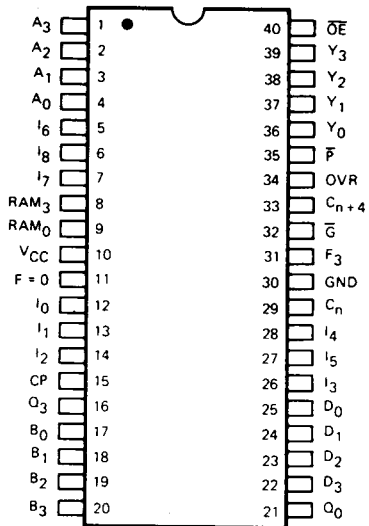 A3 1 40 OE
A2 2 39 Y3
A1 3 38 Y2
A0 4 37 Y1
I6 5 36 Y0
I8 6 35 P
I7 7 34 OVR
RAM3 8 33 Cn+4
RAM0 9 32 G
VCC 10 31 F3
F=0 11 30 GND
I0 12 29 Cn
I1 13 28 I4
I2 14 27 I5
CP 15 26 I3
Q3 16 25 D0
B0 17 24 D1
B1 18 23 D2
B2 19 22 D3
B3 20 21 Q0